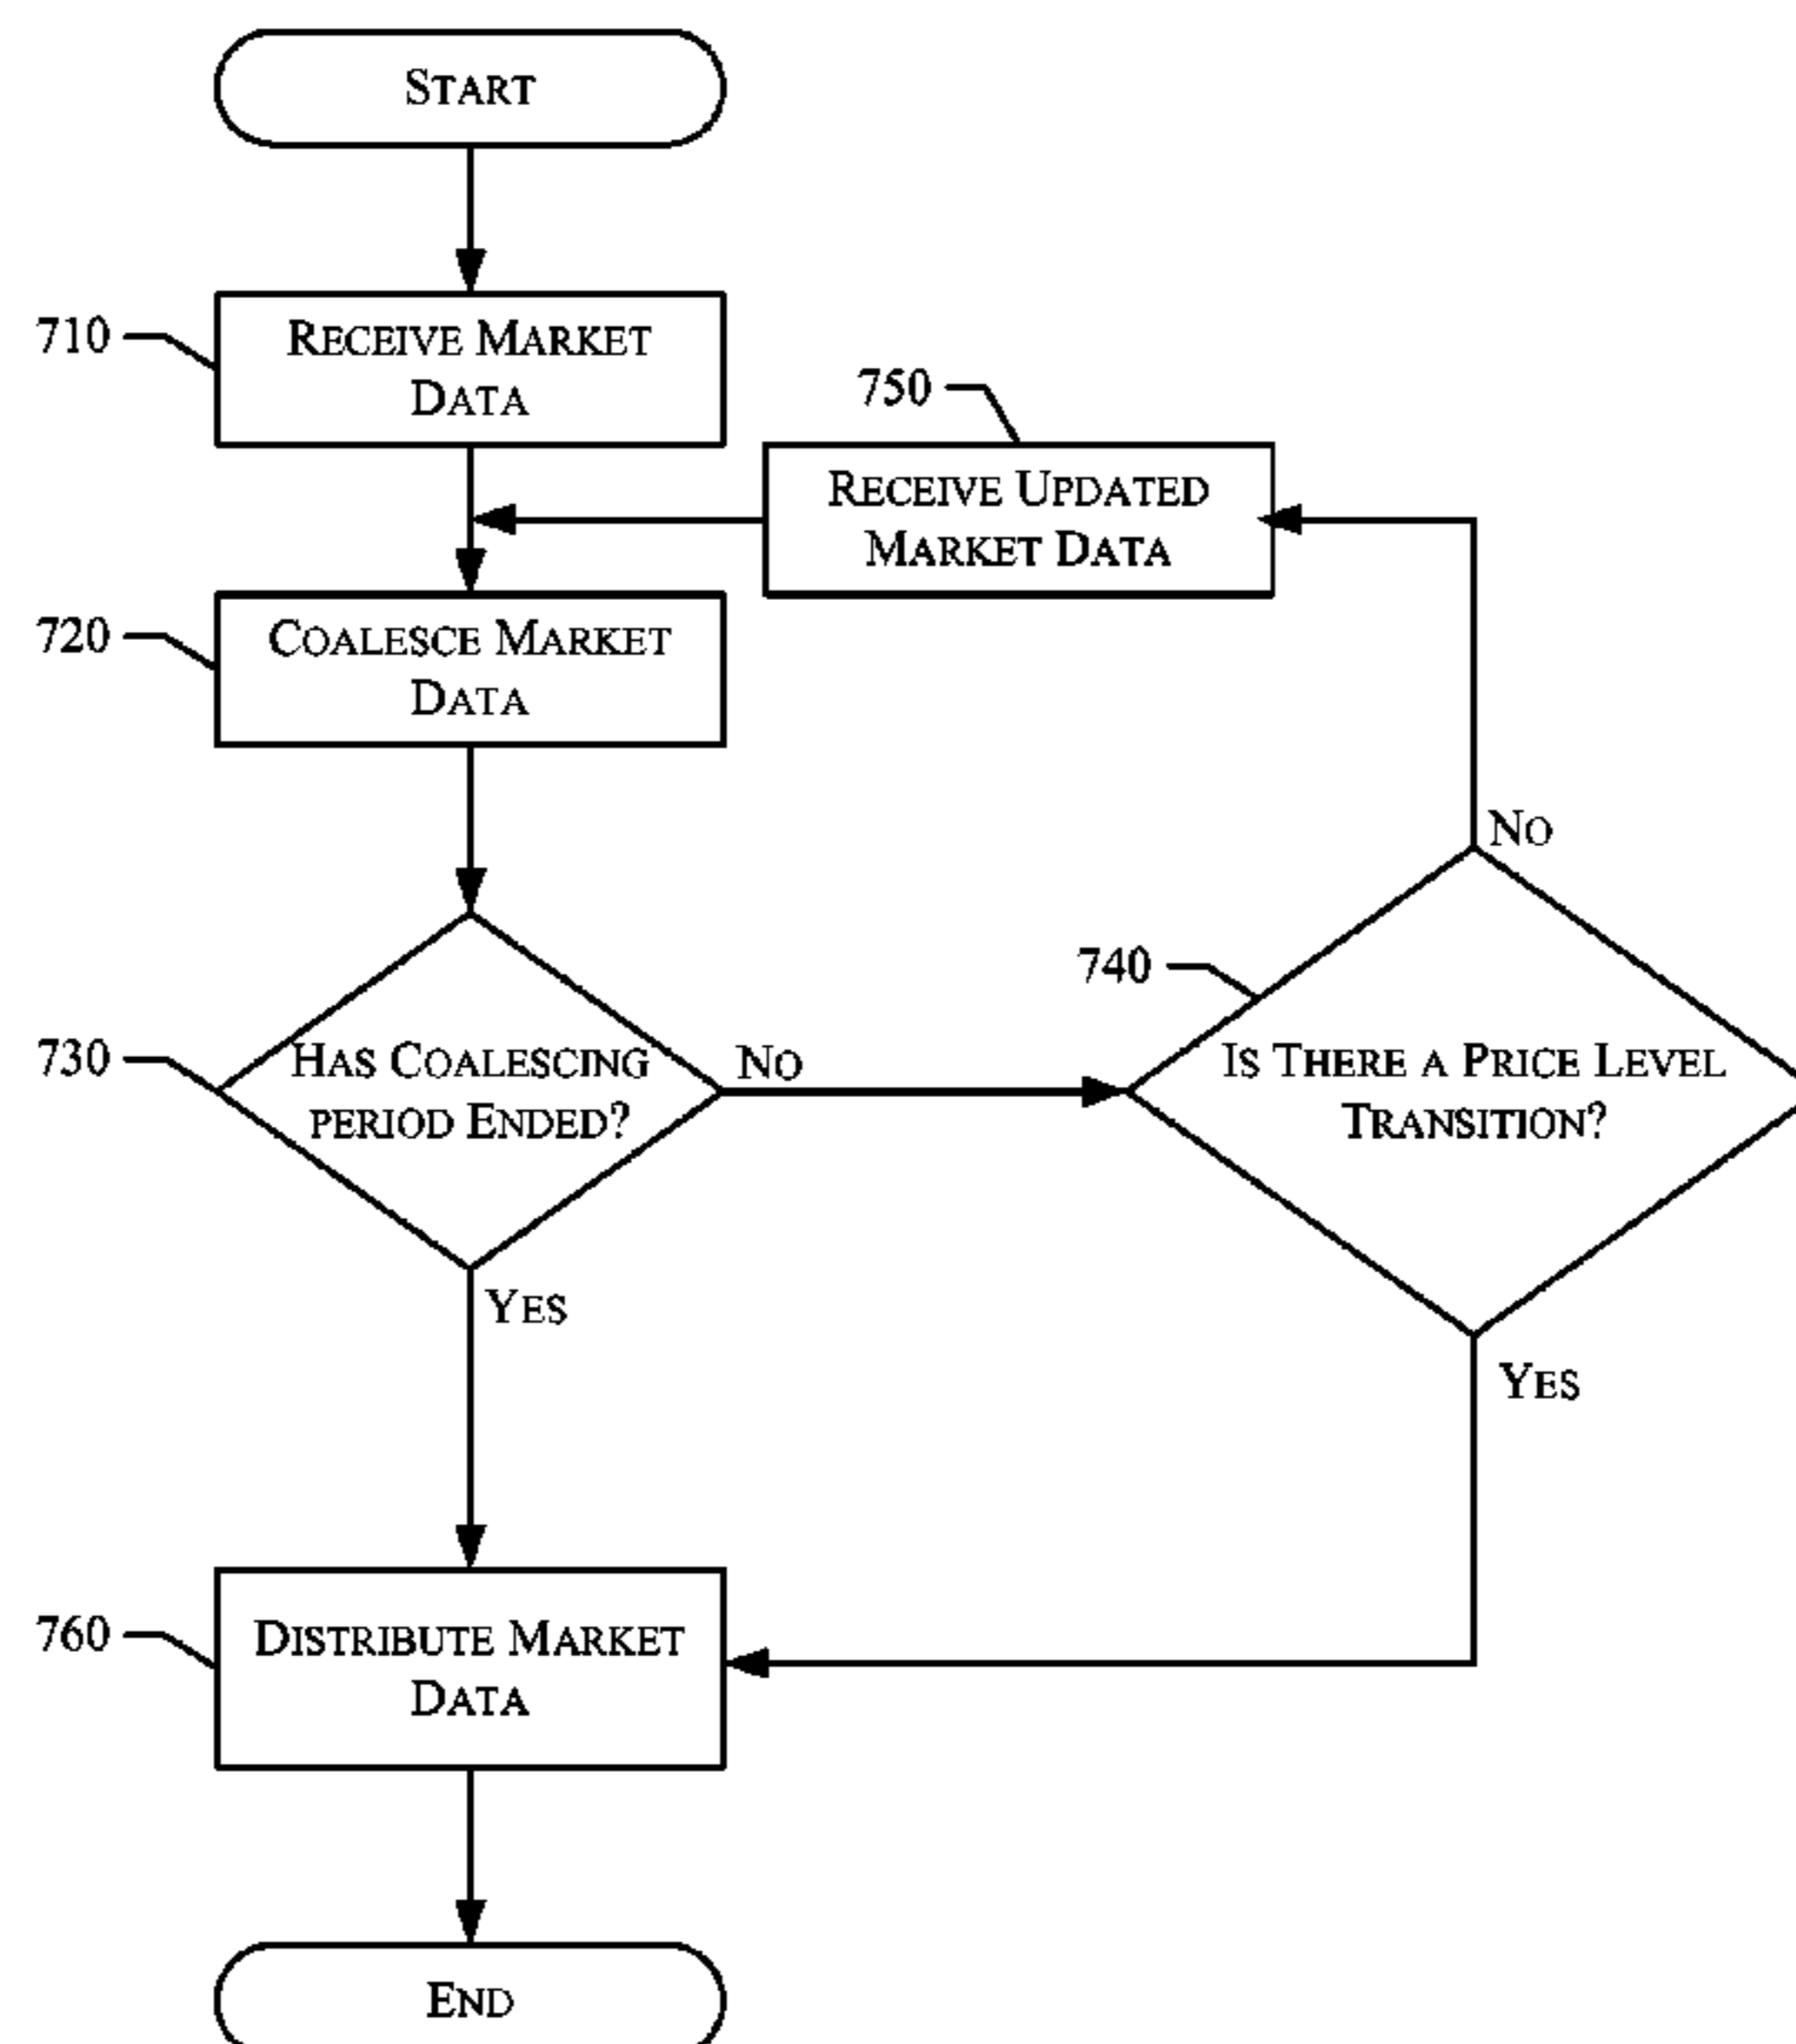 START
710
RECEIVE MARKET
DATA
750
RECEIVE UPDATED
MARKET DATA
720
COALESCE MARKET
DATA
NO
740
730
HAS COALESCING
PERIOD ENDED?
NO
IS THERE A PRICE LEVEL
TRANSITION?
YES
YES
760
DISTRIBUTE MARKET
DATA
END